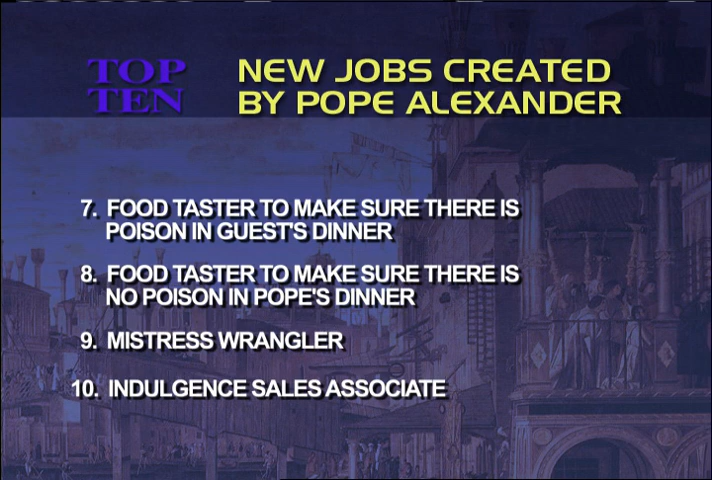 TOP
TEN
NEW JOBS CREATED
BY POPE ALEXANDER
7. FOOD TASTER TO MAKE SURE THERE IS
POISON IN GUEST'S DINNER
8. FOOD TASTER TO MAKE SURE THERE IS
NO POISON IN POPE'S DINNER
9. MISTRESS WRANGLER
10. INDULGENCE SALES ASSOCIATE